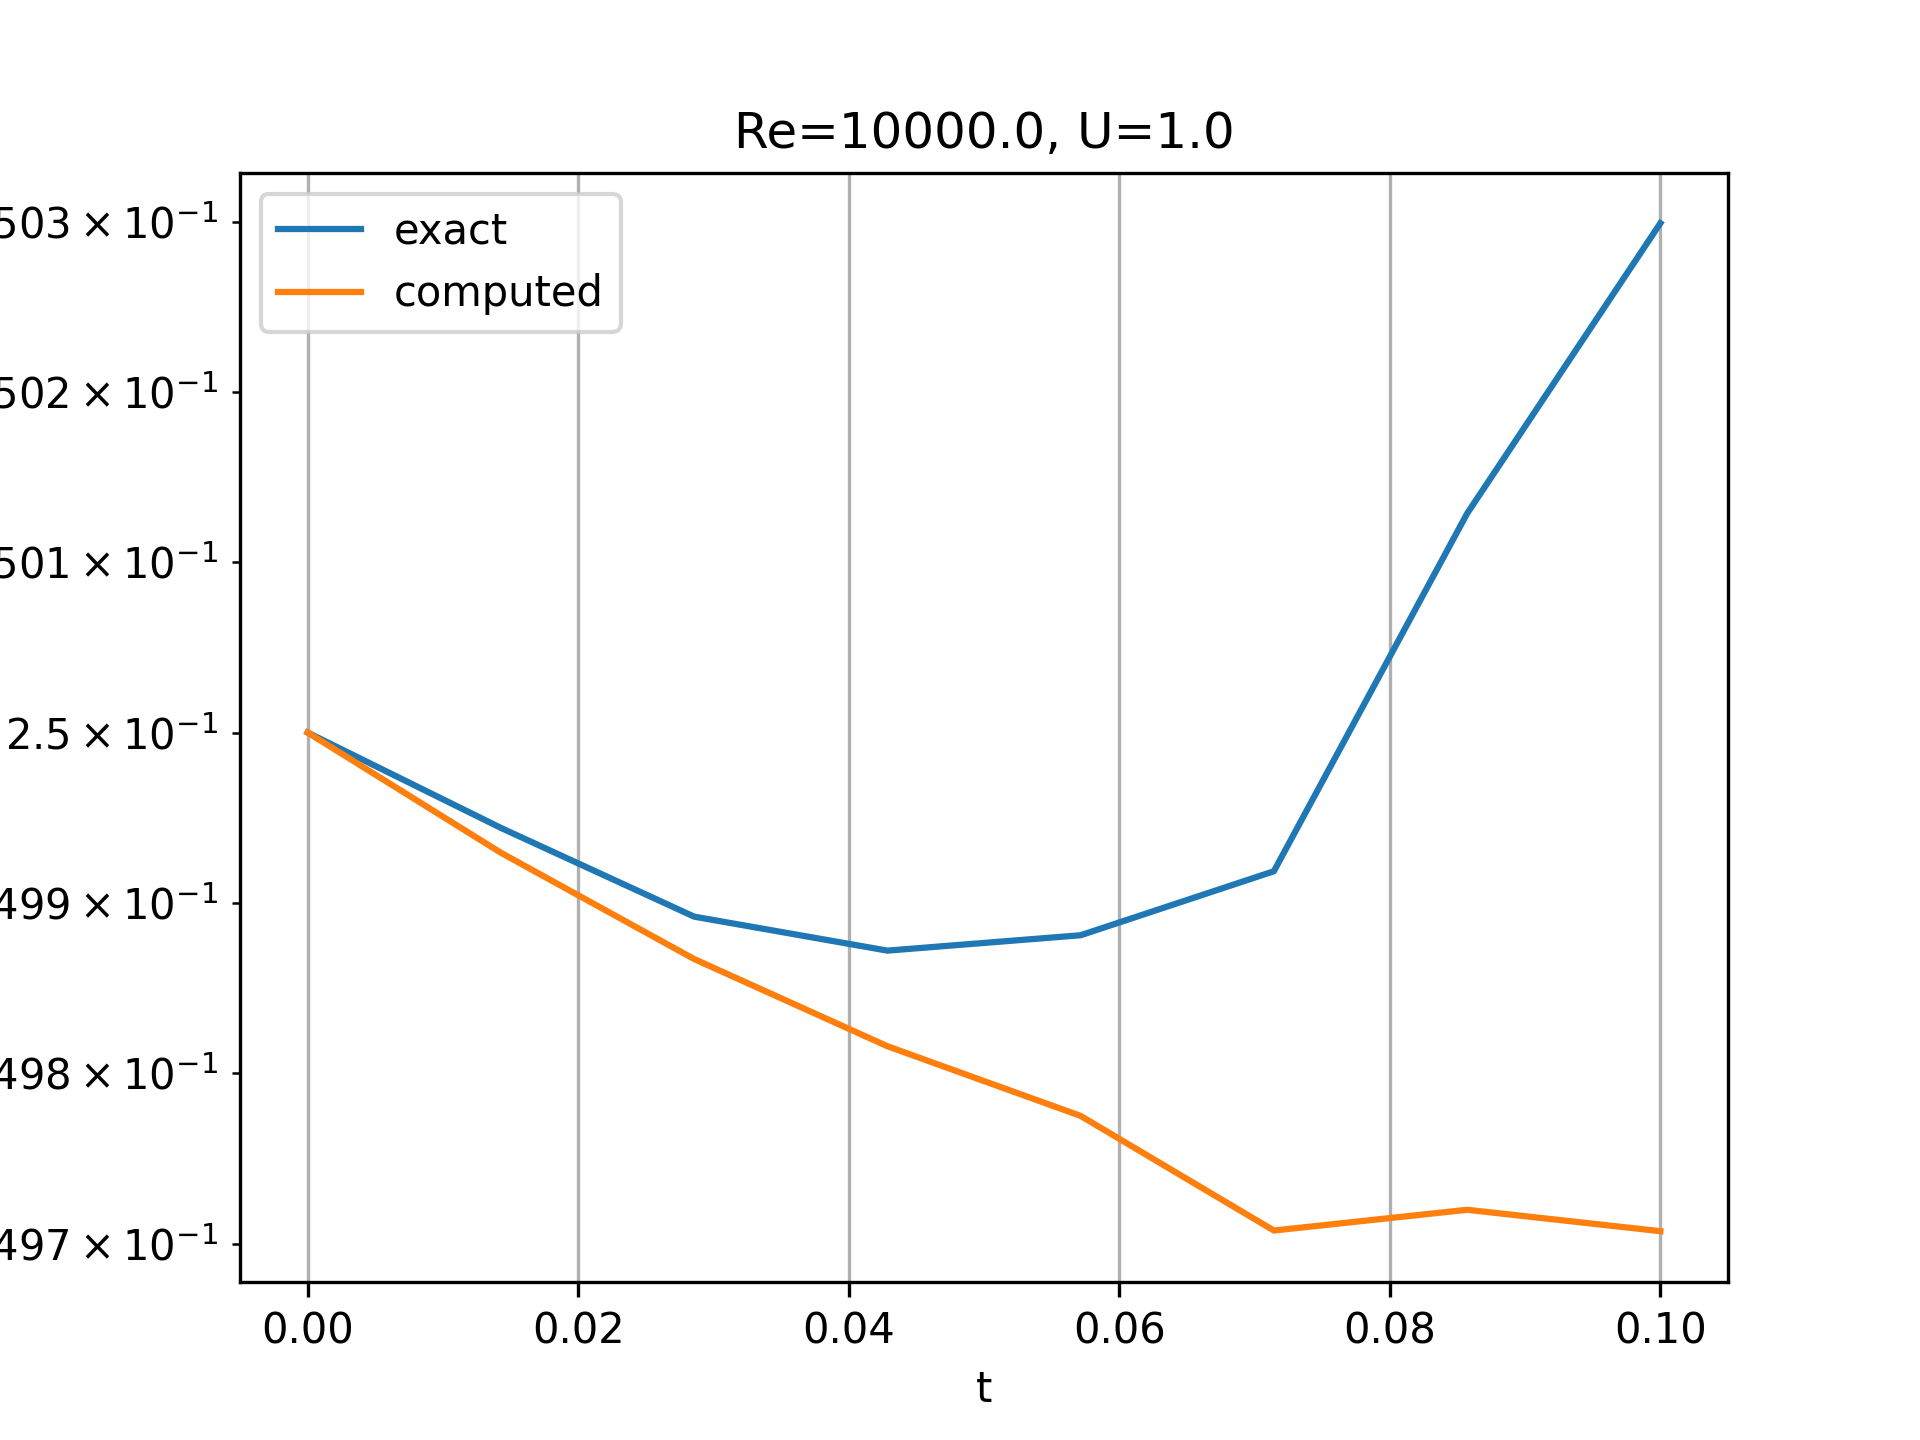 Re=10000.0, U=1.0
exact
computed
503 × 10⁻¹
502 × 10⁻¹
501 × 10⁻¹
2.5 × 10⁻¹
499 × 10⁻¹
498 × 10⁻¹
497 × 10⁻¹
0.00 0.02 0.04 0.06 0.08 0.10
t